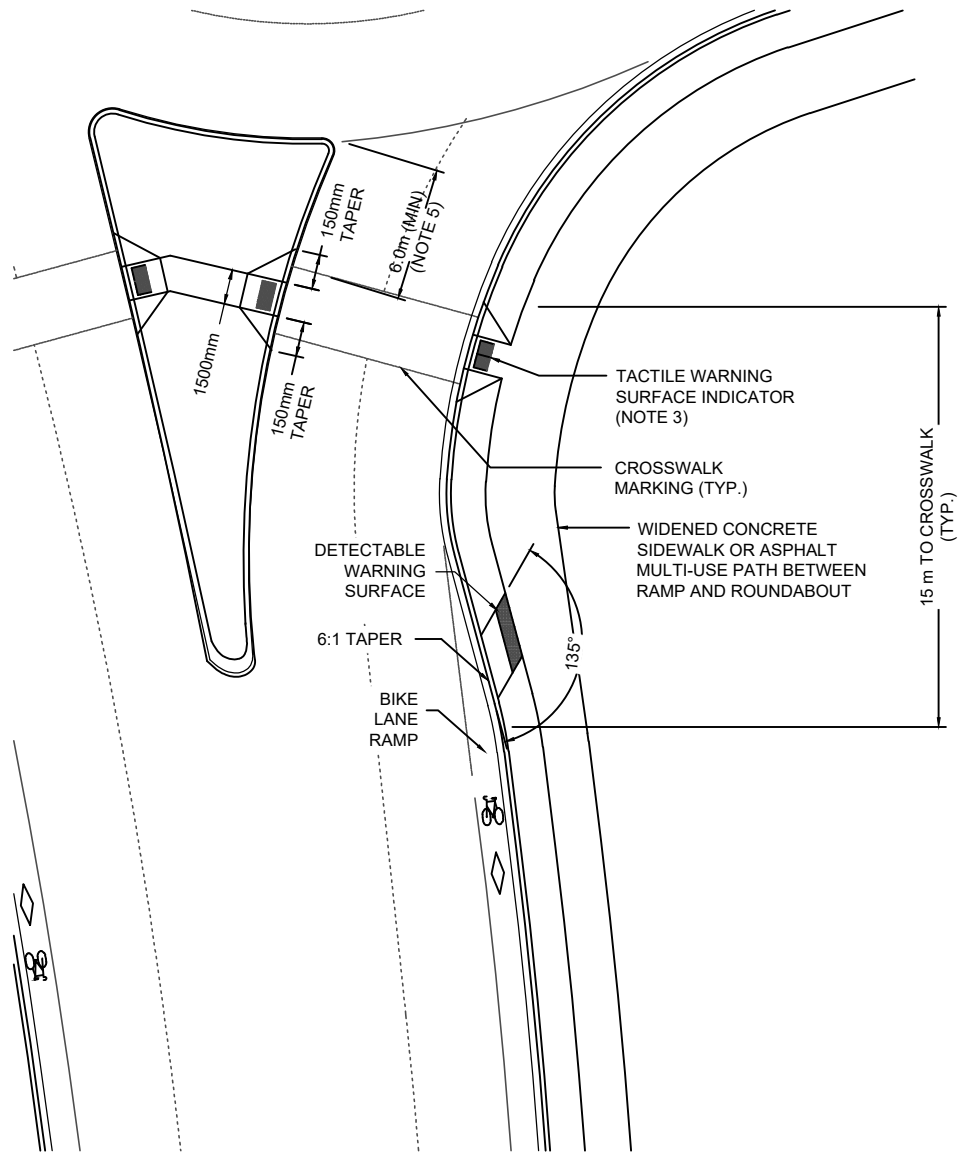 150mm
TAPER
6.0m (MIN)
(NOTE 5)
1500mm
150mm
TAPER
TACTILE WARNING
SURFACE INDICATOR
(NOTE 3)
CROSSWALK
MARKING (TYP.)
WIDENED CONCRETE
SIDEWALK OR ASPHALT
MULTI-USE PATH BETWEEN
RAMP AND ROUNDABOUT
15 m TO CROSSWALK
(TYP.)
DETECTABLE
WARNING
SURFACE
6:1 TAPER
135°
BIKE
LANE
RAMP